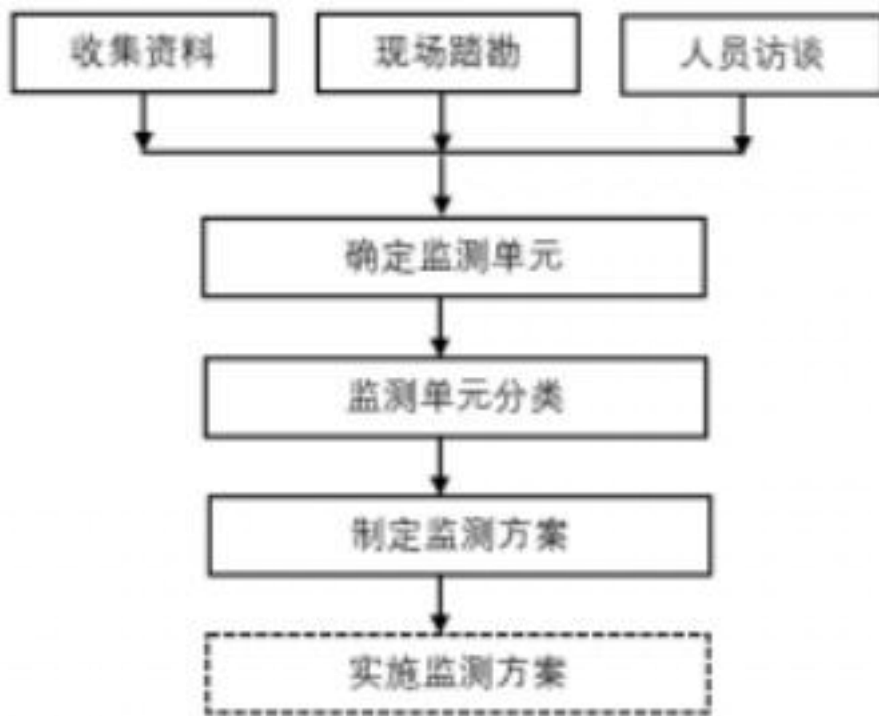 收集资料
现场踏勘
人员访谈
确定监测单元
监测单元分类
制定监测方案
实施监测方案